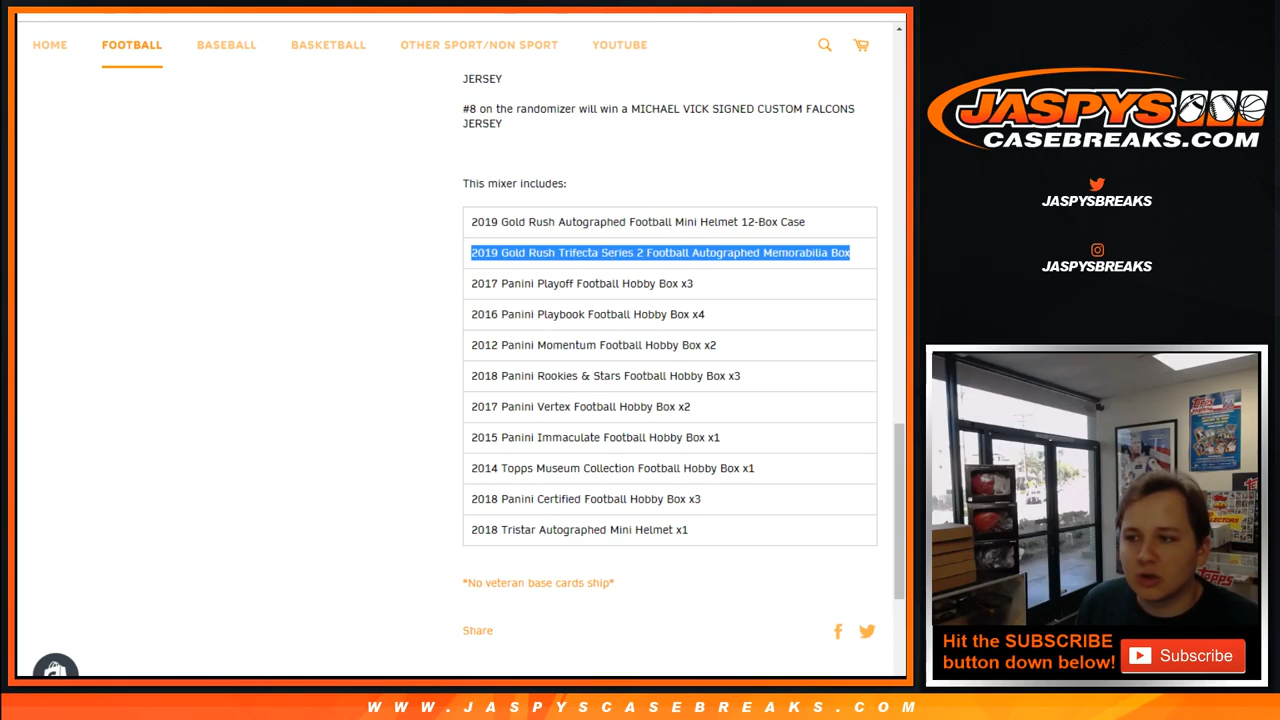 HOME FOOTBALL BASEBALL BASKETBALL OTHER SPORT/NON SPORT YOUTUBE
JERSEY
#8 on the randomizer will win a MICHAEL VICK SIGNED CUSTOM FALCONS
JERSEY
This mixer includes:
2019 Gold Rush Autographed Football Mini Helmet 12-Box Case
2019 Gold Rush Trifecta Series 2 Football Autographed Memorabilia Box
2017 Panini Playoff Football Hobby Box x3
2016 Panini Playbook Football Hobby Box x4
2012 Panini Momentum Football Hobby Box x2
2018 Panini Rookies & Stars Football Hobby Box x3
2017 Panini Vertex Football Hobby Box x2
2015 Panini Immaculate Football Hobby Box x1
2014 Topps Museum Collection Football Hobby Box x1
2018 Panini Certified Football Hobby Box x3
2018 Tristar Autographed Mini Helmet x1
*No veteran base cards ship*
Share
JASPYS
CASEBREAKS.COM
JASPYSBREAKS
JASPYSBREAKS
Topps
TOPPS
Hit the SUBSCRIBE
button down below!
Subscribe
WWW.JASPYSCASEBREAKS.COM